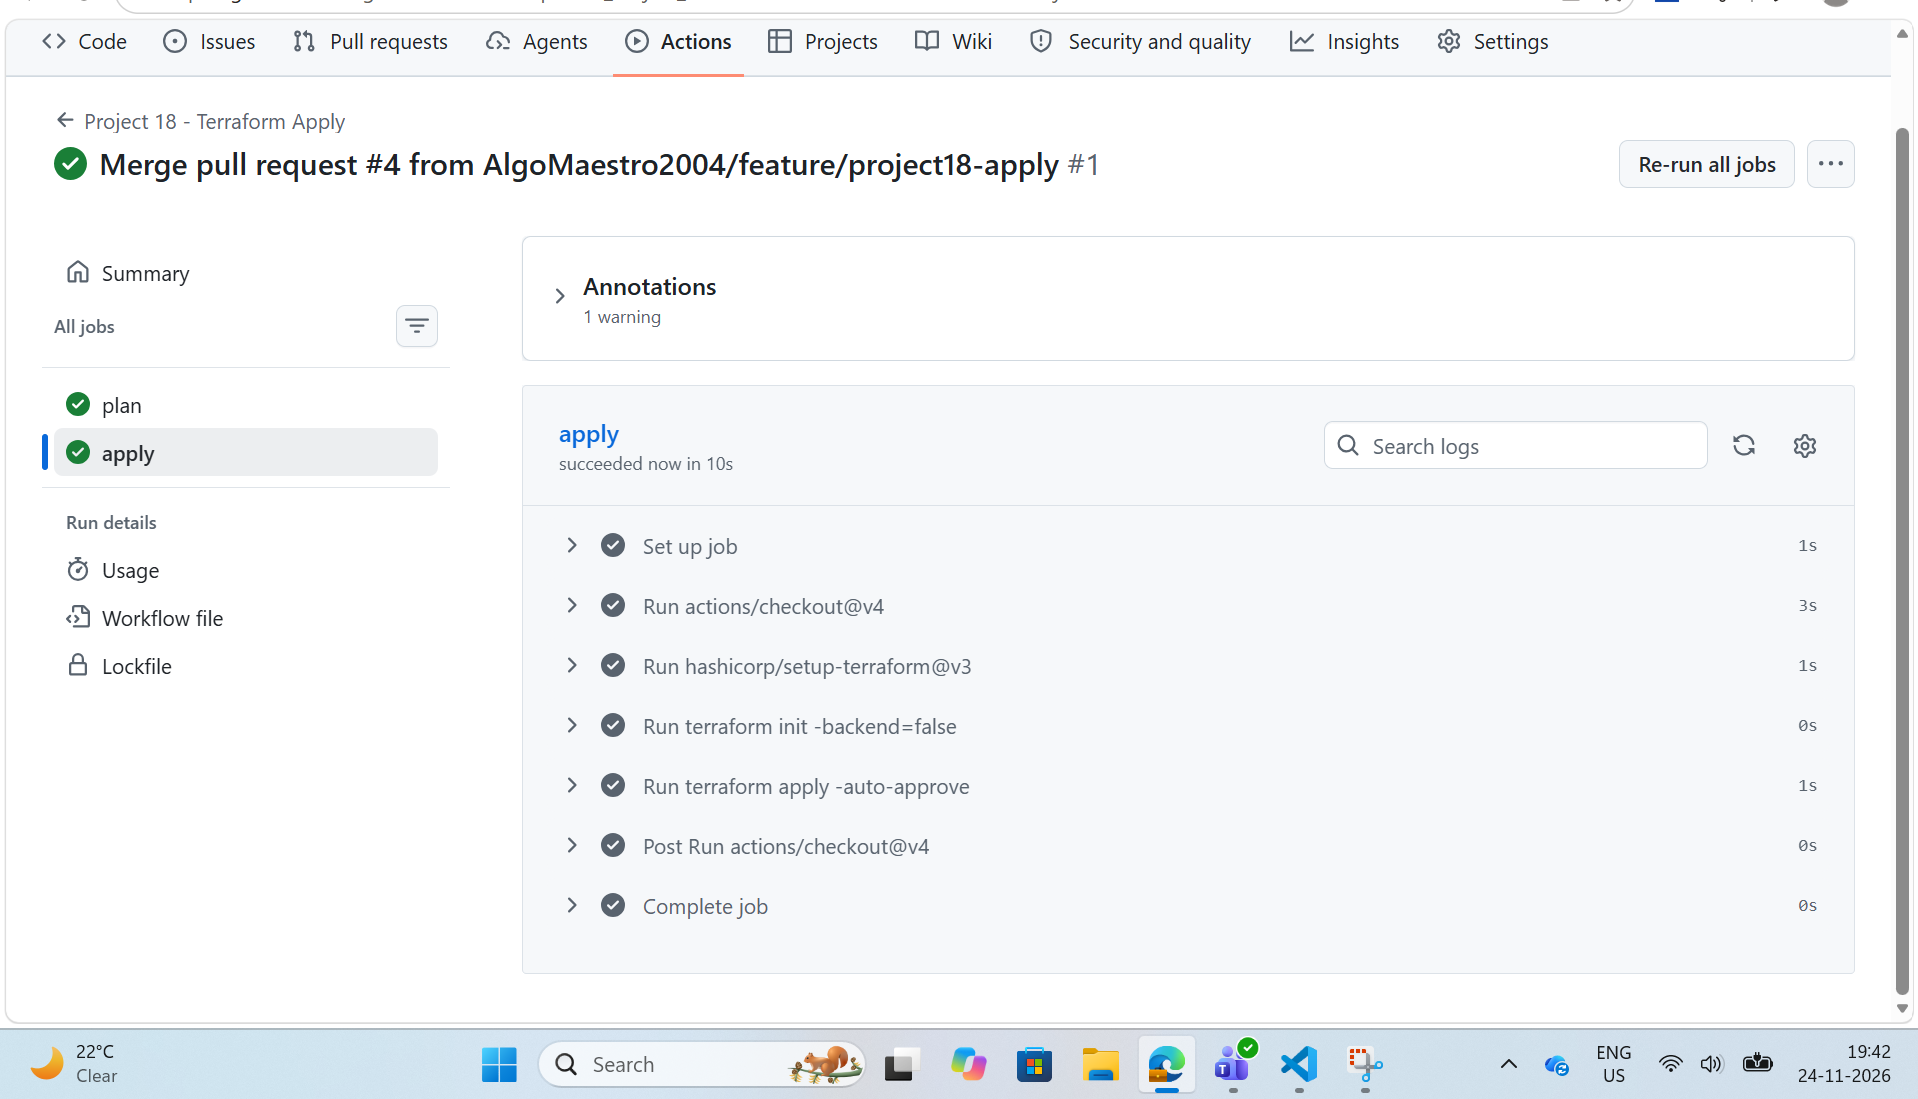 Code Issues Pull requests Agents Actions Projects Wiki Security and quality Insights Settings
Project 18 - Terraform Apply
Merge pull request #4 from AlgoMaestro2004/feature/project18-apply #1
Re-run all jobs
Summary
All jobs
plan
apply
Run details
Usage
Workflow file
Lockfile
Annotations
1 warning
apply
succeeded now in 10s
Search logs
Set up job 1s
Run actions/checkout@v4 3s
Run hashicorp/setup-terraform@v3 1s
Run terraform init -backend=false 0s
Run terraform apply -auto-approve 1s
Post Run actions/checkout@v4 0s
Complete job 0s
22°C
Clear
Search
T
ENG
US
19:42
24-11-2026